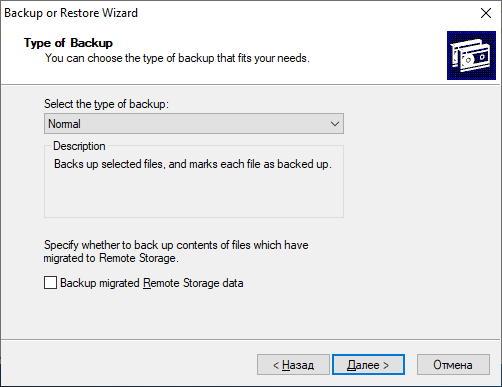 Backup or Restore Wizard
Type of Backup
You can choose the type of backup that fits your needs.
Select the type of backup:
Normal
Description
Backs up selected files, and marks each file as backed up.
Specify whether to back up contents of files which have
migrated to Remote Storage.
Backup migrated Remote Storage data
< Назад
Далее >
Отмена